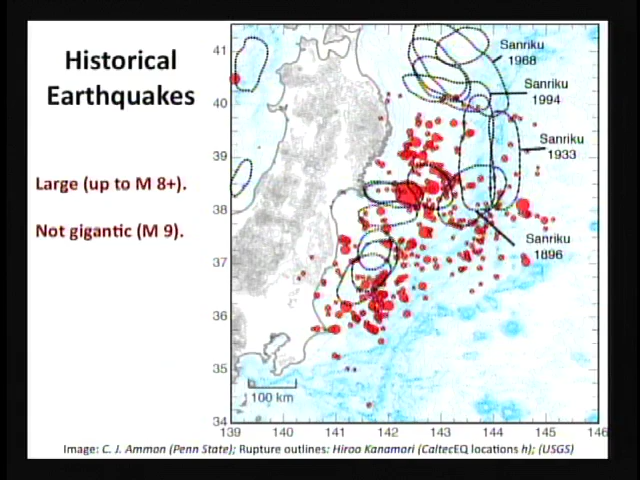 Historical
Earthquakes
Large (up to M 8+).
Not gigantic (M 9).
41
40
39
38
37
36
35
34
139
140
141
142
143
144
145
146
Sanriku
1968
Sanriku
1994
Sanriku
1933
Sanriku
1896
100 km
Image: C. J. Ammon (Penn State); Rupture outlines: Hiroo Kanamori (CaltecEQ locations h); (USGS)